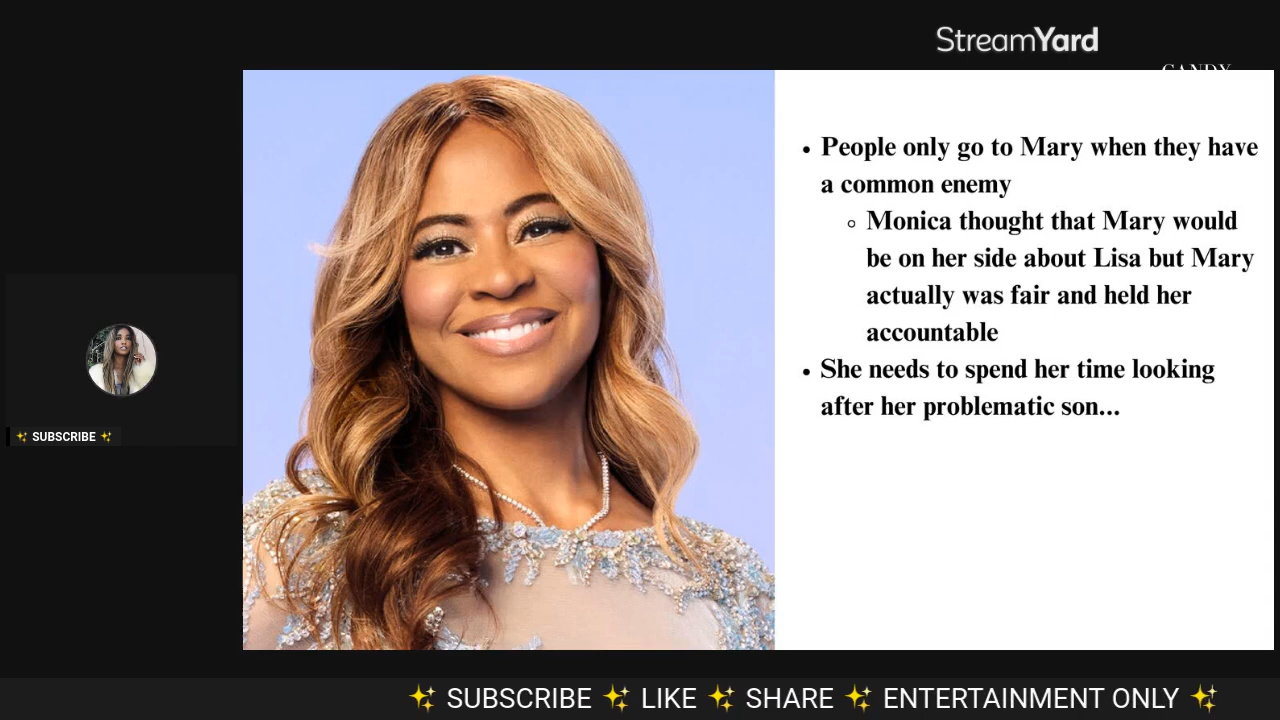 StreamYard
CANDY
People only go to Mary when they have
a common enemy
Monica thought that Mary would
be on her side about Lisa but Mary
actually was fair and held her
accountable
She needs to spend her time looking
after her problematic son...
✨ SUBSCRIBE ✨
✨ SUBSCRIBE ✨ LIKE ✨ SHARE ✨ ENTERTAINMENT ONLY ✨